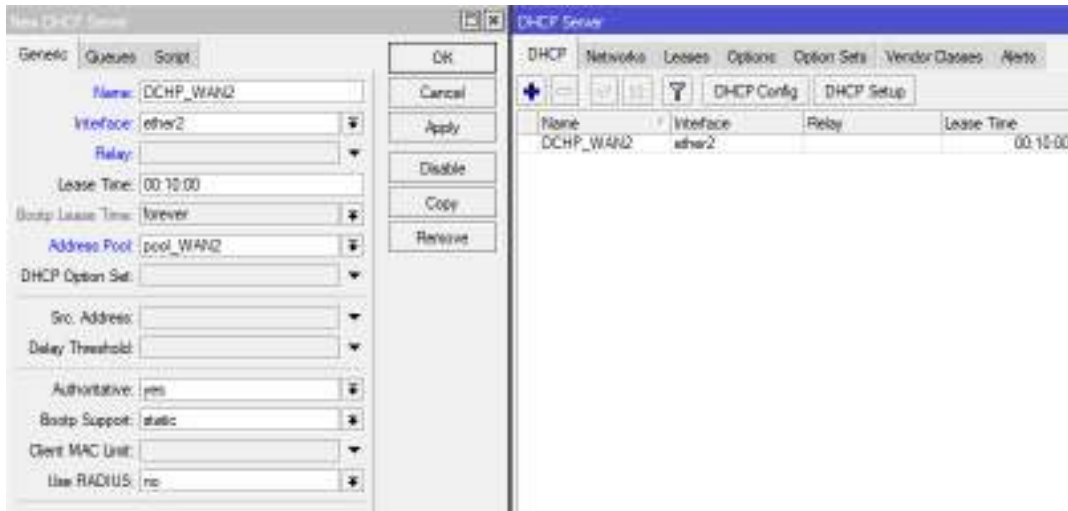 New DHCP Server
Generic Queues Script
Name: DCHP_WAN2
Interface: ether2
Relay:
Lease Time: 00:10:00
Bootp Lease Time: forever
Address Pool: pool_WAN2
DHCP Option Set:
Src. Address:
Delay Threshold:
Authoritative: yes
Bootp Support: static
Client MAC Limit:
Use RADIUS: no
OK
Cancel
Apply
Disable
Copy
Remove
DHCP Server
DHCP Networks Leases Options Option Sets Vendor Classes Alerts
DHCP Config DHCP Setup
Name Interface Relay Lease Time
DCHP_WAN2 ether2 00:10:00